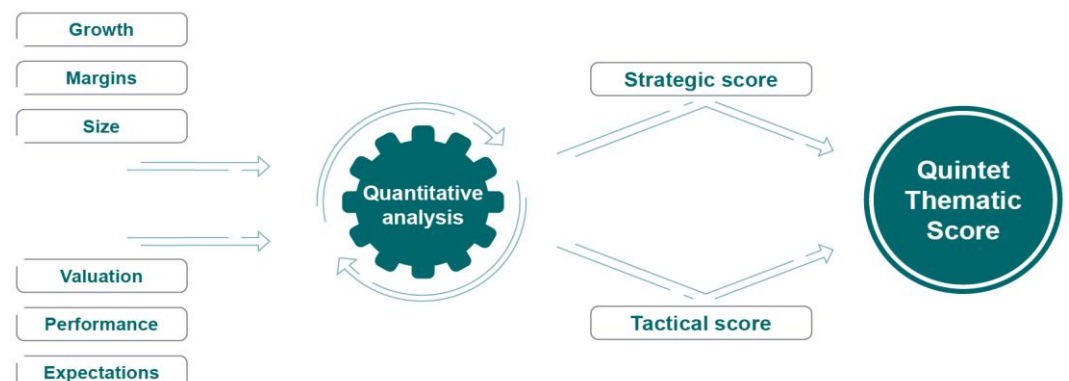 Growth
Margins
Size
Valuation
Performance
Expectations
Quantitative
analysis
Strategic score
Tactical score
Quintet
Thematic
Score